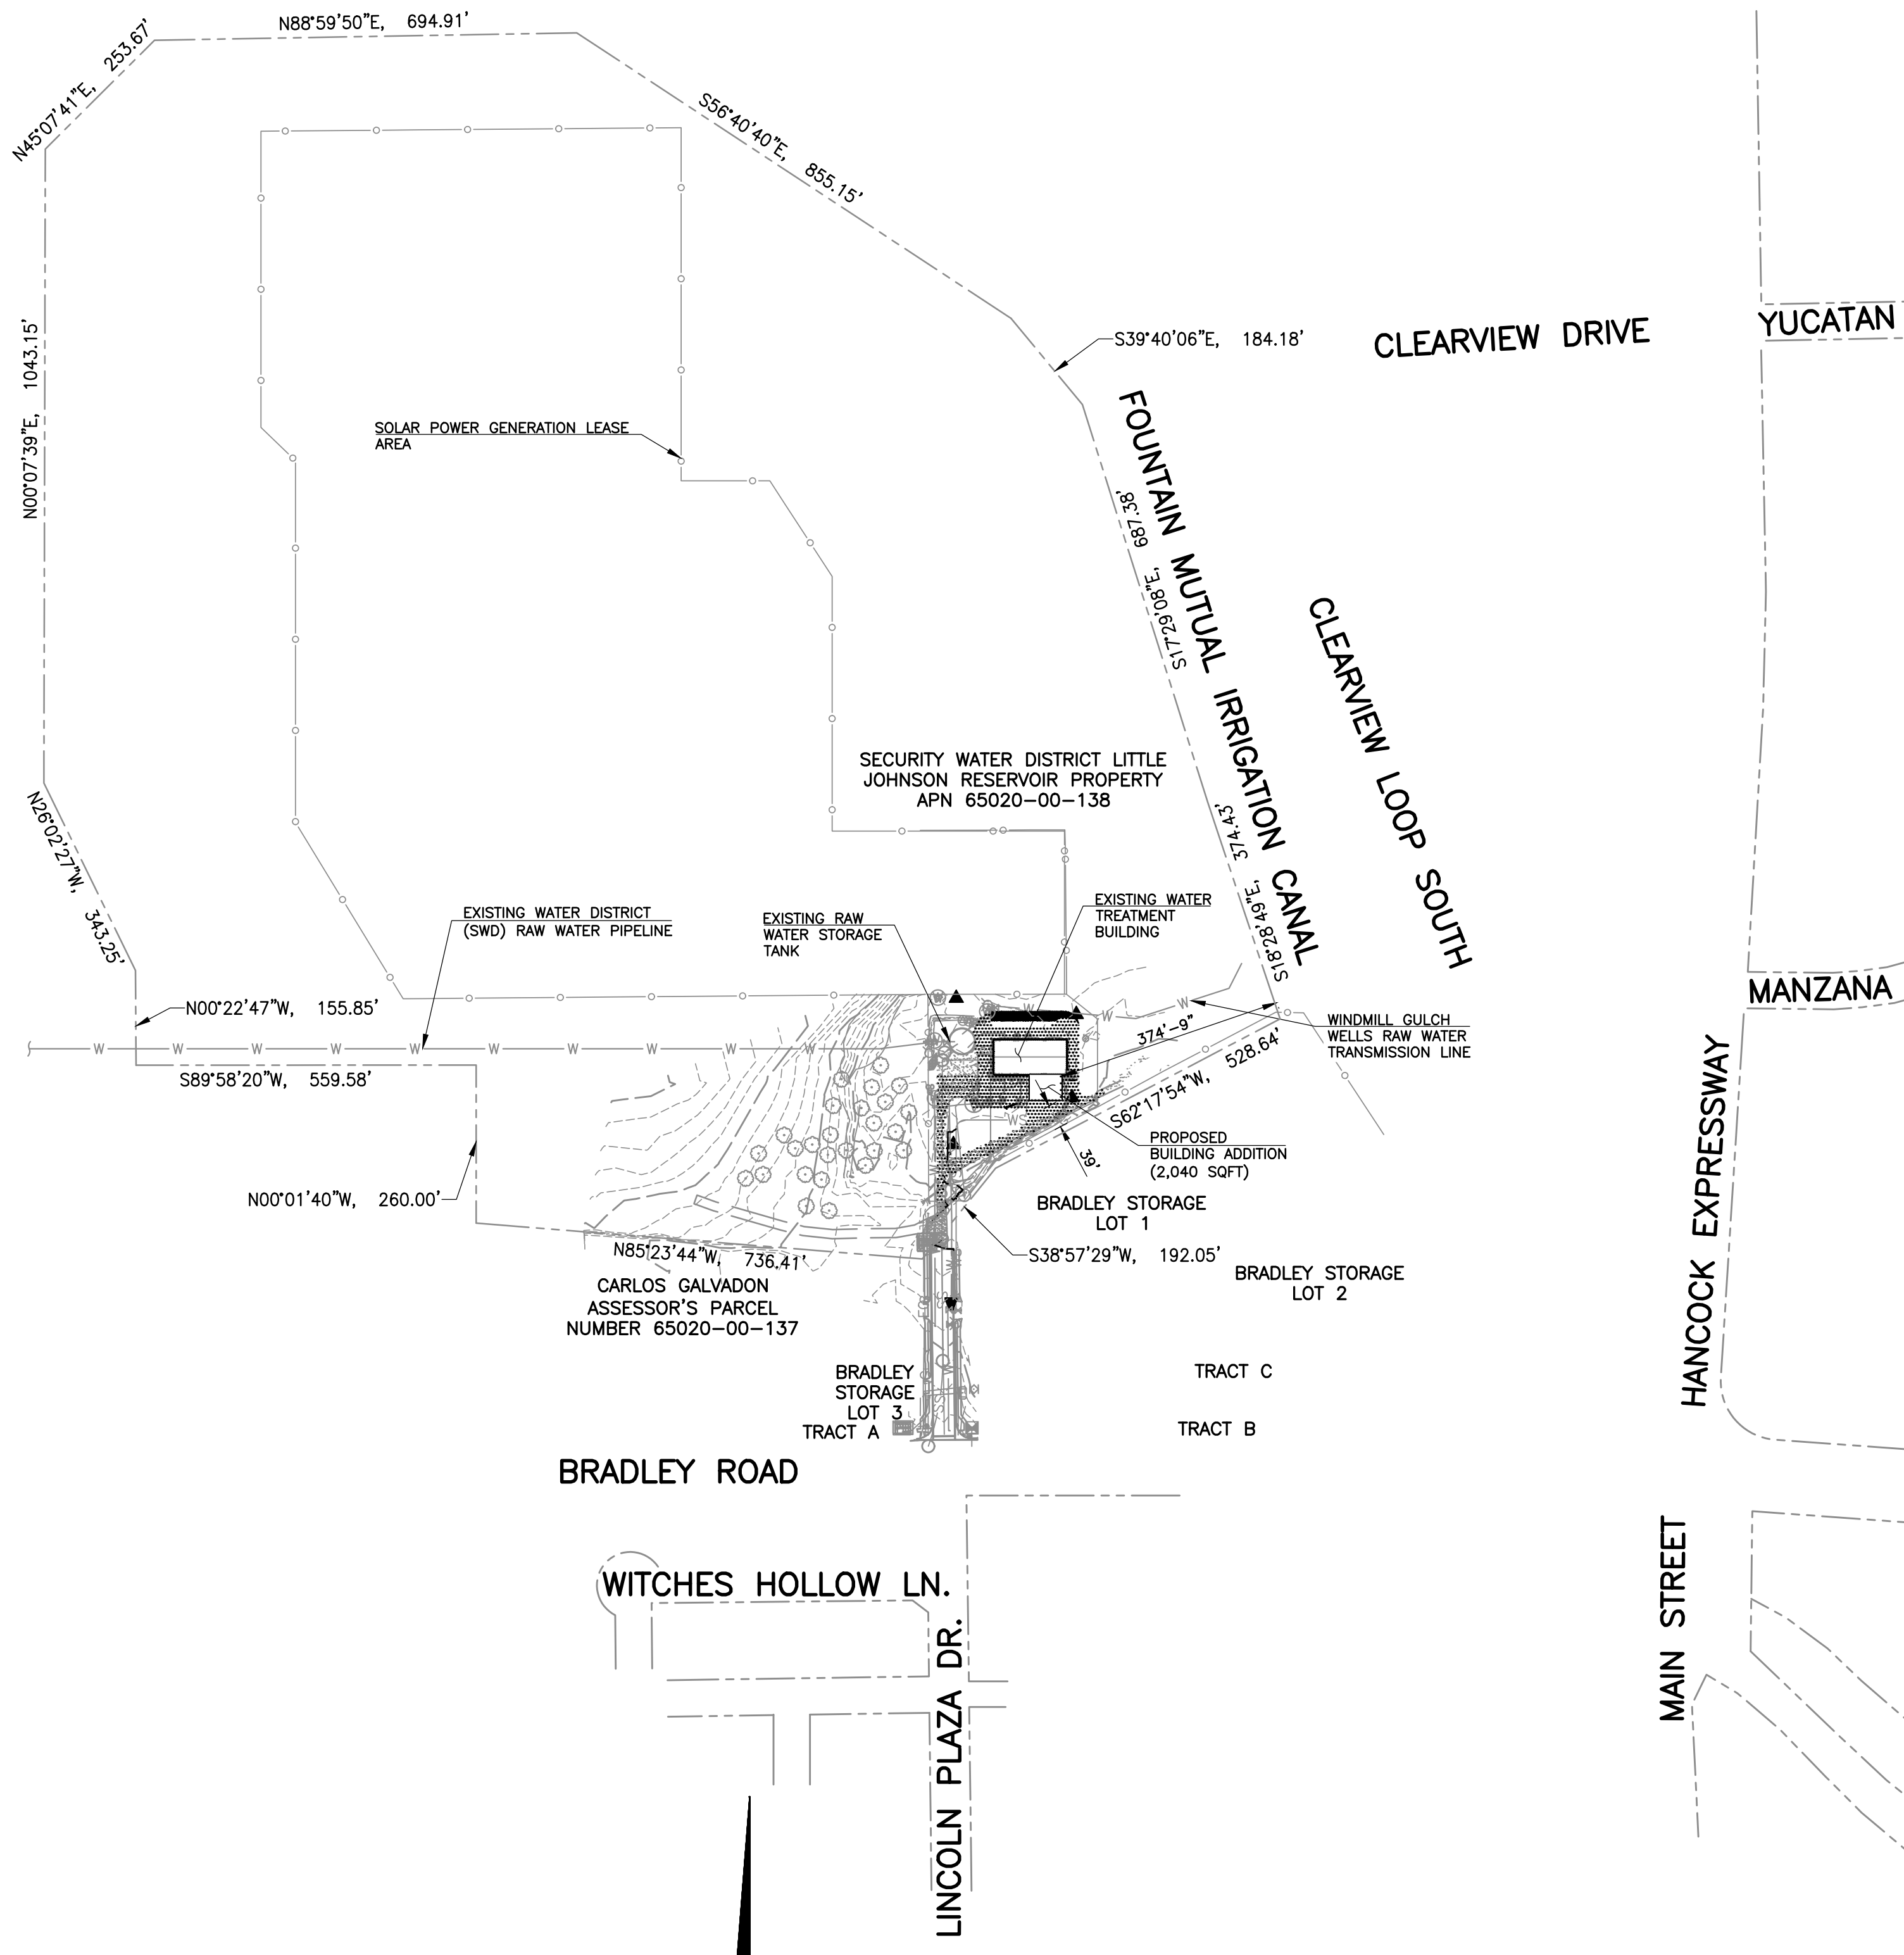 N88°59'50"E, 694.91'
N45°07'41"E, 253.67'
S56°40'40"E, 855.15'
YUCATAN
CLEARVIEW DRIVE
S39°40'06"E, 184.18'
N00°07'39"E, 1043.15'
SOLAR POWER GENERATION LEASE
AREA
FOUNTAIN MUTUAL IRRIGATION CANAL
S17°29'08"E, 687.38'
CLEARVIEW LOOP SOUTH
SECURITY WATER DISTRICT LITTLE
JOHNSON RESERVOIR PROPERTY
APN 65020-00-138
S18°28'49"E, 374.43'
N26°02'27"W, 343.25'
EXISTING WATER DISTRICT
(SWD) RAW WATER PIPELINE
EXISTING RAW
WATER STORAGE
TANK
EXISTING WATER
TREATMENT
BUILDING
MANZANA
N00°22'47"W, 155.85'
W W W W W W W W W W
W W W
374'-9"
WINDMILL GULCH
WELLS RAW WATER
TRANSMISSION LINE
S89°58'20"W, 559.58'
S62°17'54"W, 528.64'
W
39'
PROPOSED
BUILDING ADDITION
(2,040 SQFT)
N00°01'40"W, 260.00'
BRADLEY STORAGE
LOT 1
S38°57'29"W, 192.05'
N85°23'44"W, 736.41'
BRADLEY STORAGE
LOT 2
CARLOS GALVADON
ASSESSOR'S PARCEL
NUMBER 65020-00-137
HANCOCK EXPRESSWAY
BRADLEY
STORAGE
LOT 3
TRACT A
TRACT C
TRACT B
BRADLEY ROAD
MAIN STREET
WITCHES HOLLOW LN.
LINCOLN PLAZA DR.